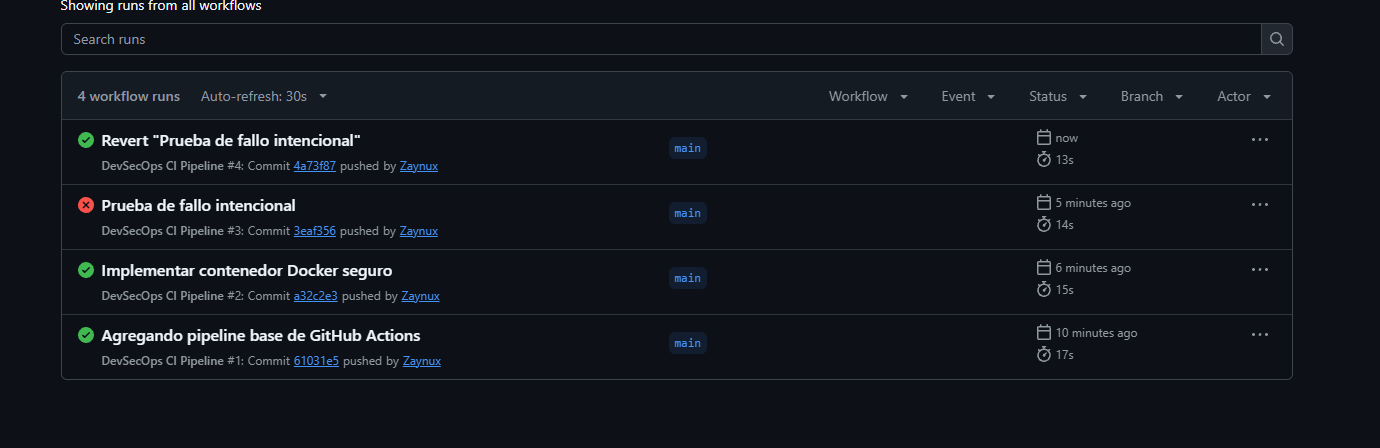 Showing runs from all workflows
Search runs
4 workflow runs Auto-refresh: 30s Workflow Event Status Branch Actor
Revert "Prueba de fallo intencional"
DevSecOps CI Pipeline #4: Commit 4a73f87 pushed by Zaynux
main
now
13s
Prueba de fallo intencional
DevSecOps CI Pipeline #3: Commit 3eaf356 pushed by Zaynux
main
5 minutes ago
14s
Implementar contenedor Docker seguro
DevSecOps CI Pipeline #2: Commit a32c2e3 pushed by Zaynux
main
6 minutes ago
15s
Agregando pipeline base de GitHub Actions
DevSecOps CI Pipeline #1: Commit 61031e5 pushed by Zaynux
main
10 minutes ago
17s